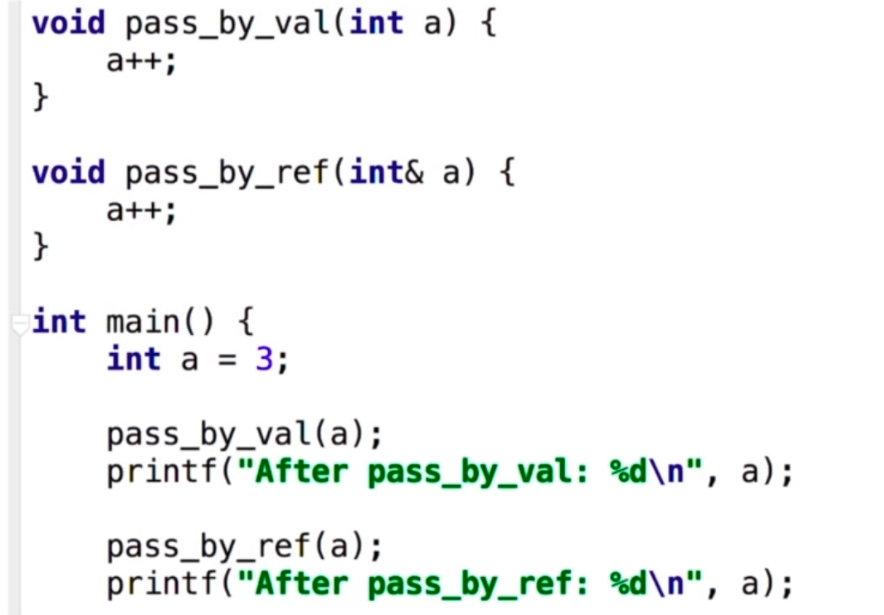 void pass_by_val(int a) {
    a++;
}

void pass_by_ref(int& a) {
    a++;
}

int main() {
    int a = 3;

    pass_by_val(a);
    printf("After pass_by_val: %d\n", a);

    pass_by_ref(a);
    printf("After pass_by_ref: %d\n", a);